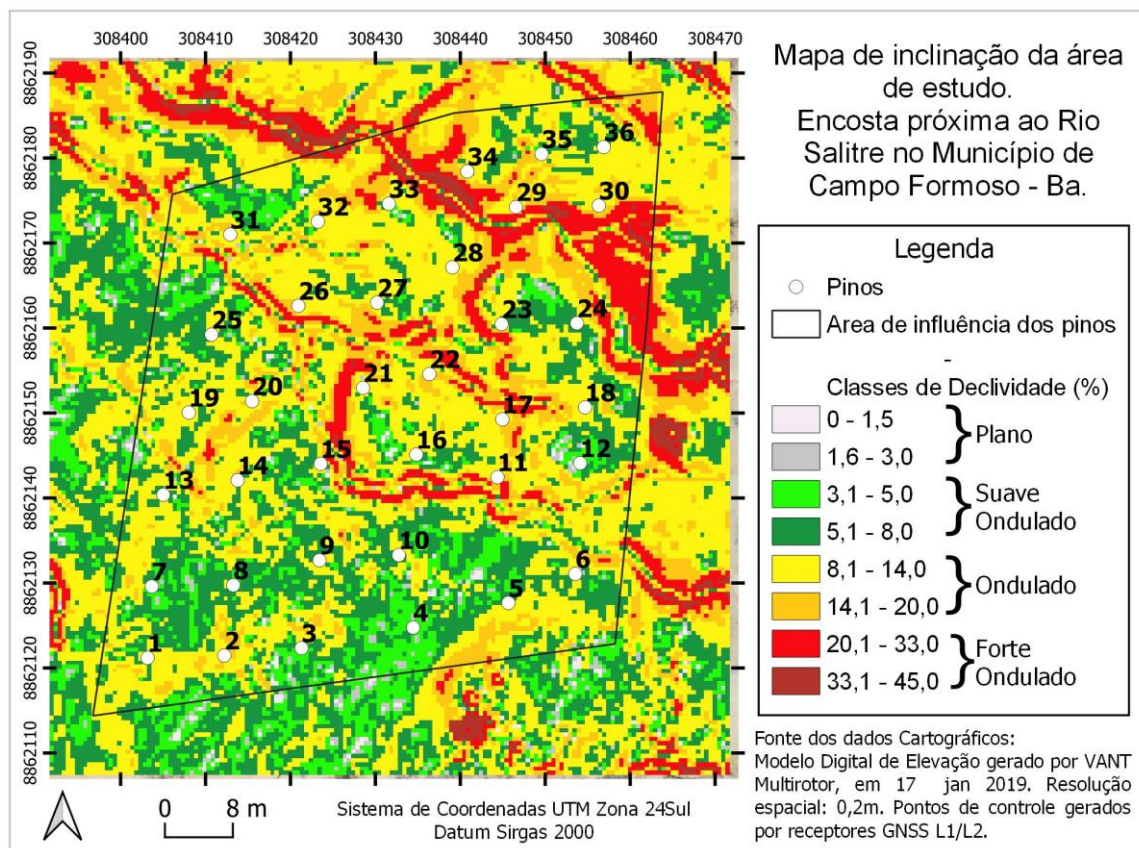 308400 308410 308420 308430 308440 308450 308460 308470
8862190
8862180
8862170
8862160
8862150
8862140
8862130
8862120
8862110
36
35
34
33
29
30
31
32
28
27
26
25
23
24
22
21
20
19
18
17
16
15
14
13
12
11
10
9
8
7
6
5
4
3
2
1
0 8 m
Sistema de Coordenadas UTM Zona 24Sul
Datum Sirgas 2000
Mapa de inclinação da área
de estudo.
Encosta próxima ao Rio
Salitre no Município de
Campo Formoso - Ba.
Legenda
Pinos
Area de influência dos pinos
-
Classes de Declividade (%)
0 - 1,5
1,6 - 3,0
Plano
3,1 - 5,0
5,1 - 8,0
Suave
Ondulado
8,1 - 14,0
14,1 - 20,0
Ondulado
20,1 - 33,0
33,1 - 45,0
Forte
Ondulado
Fonte dos dados Cartográficos:
Modelo Digital de Elevação gerado por VANT
Multirotor, em 17 jan 2019. Resolução
espacial: 0,2m. Pontos de controle gerados
por receptores GNSS L1/L2.